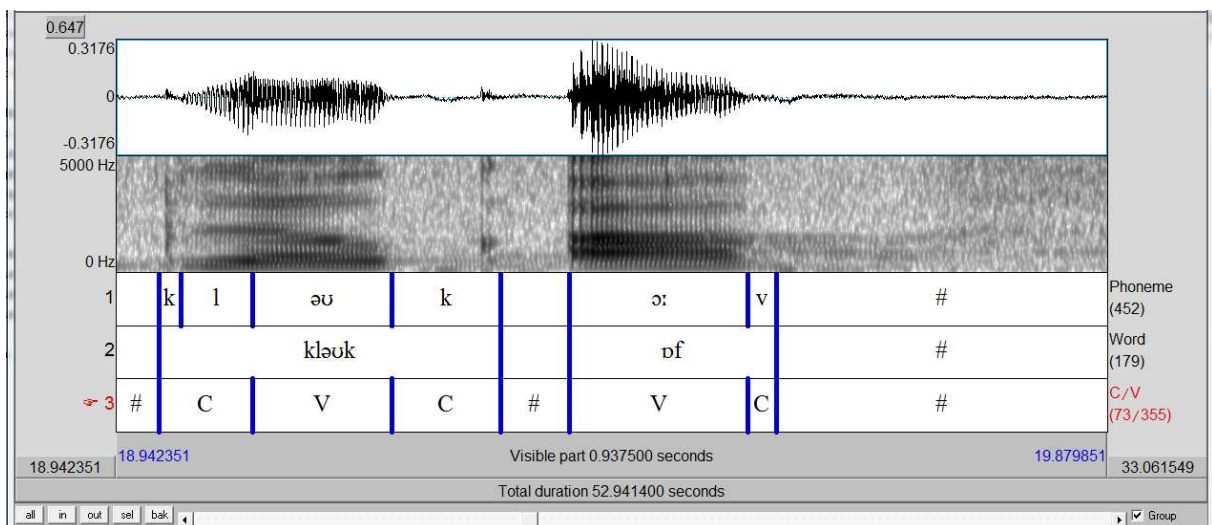 0.647
0.3176
0
-0.3176
5000 Hz
0 Hz
1 k l əʊ k ɔː v # Phoneme
(452)
2 kləʊk ɒf # Word
(179)
☞ 3 # C V C # V C # C/V
(73/355)
18.942351 Visible part 0.937500 seconds 19.879851
18.942351 33.061549
Total duration 52.941400 seconds
all in out sel bak Group